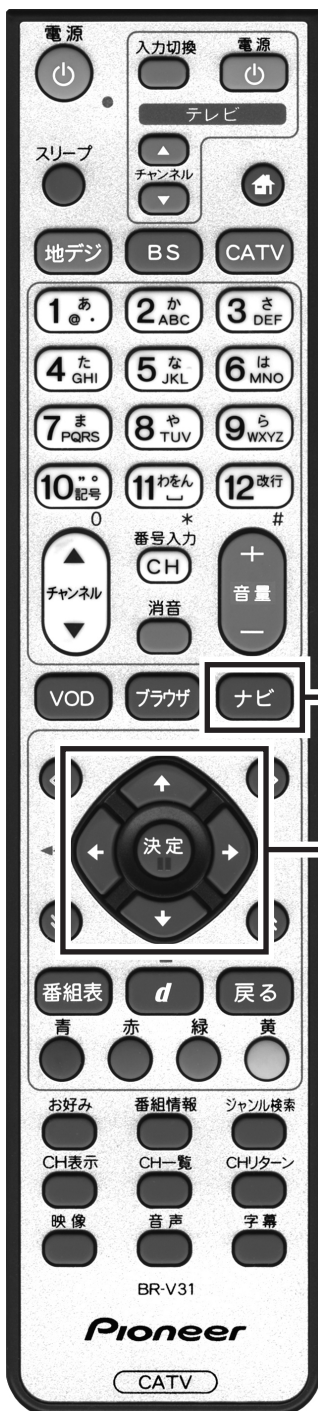 電源
入力切換 電源
テレビ
スリープ
チャンネル
地デジ BS CATV
1 あ @. 2 か ABC 3 さ DEF
4 た GHI 5 な JKL 6 は MNO
7 ま PQRS 8 や TUV 9 ら WXYZ
10 ゛゜ 記号 11 わをん 12 改行
0 * #
番号入力
CH
チャンネル
+
音量
−
消音
VOD ブラウザ ナビ
決定
番組表 d 戻る
青 赤 緑 黄
お好み 番組情報 ジャンル検索
CH表示 CH一覧 CHリターン
映像 音声 字幕
BR-V31
Pioneer
CATV